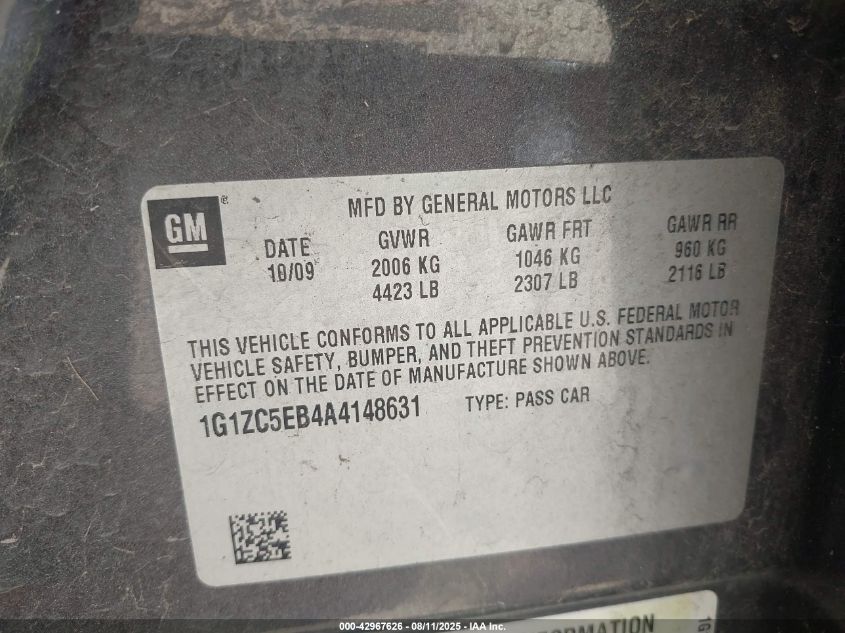 GM ®
MFD BY GENERAL MOTORS LLC
DATE GVWR GAWR FRT GAWR RR
10/09 2006 KG 1046 KG 960 KG
4423 LB 2307 LB 2116 LB
THIS VEHICLE CONFORMS TO ALL APPLICABLE U.S. FEDERAL MOTOR
VEHICLE SAFETY, BUMPER, AND THEFT PREVENTION STANDARDS IN
EFFECT ON THE DATE OF MANUFACTURE SHOWN ABOVE.
1G1ZC5EB4A4148631 TYPE: PASS CAR
000-42967626 - 08/11/2025 - IAA Inc.